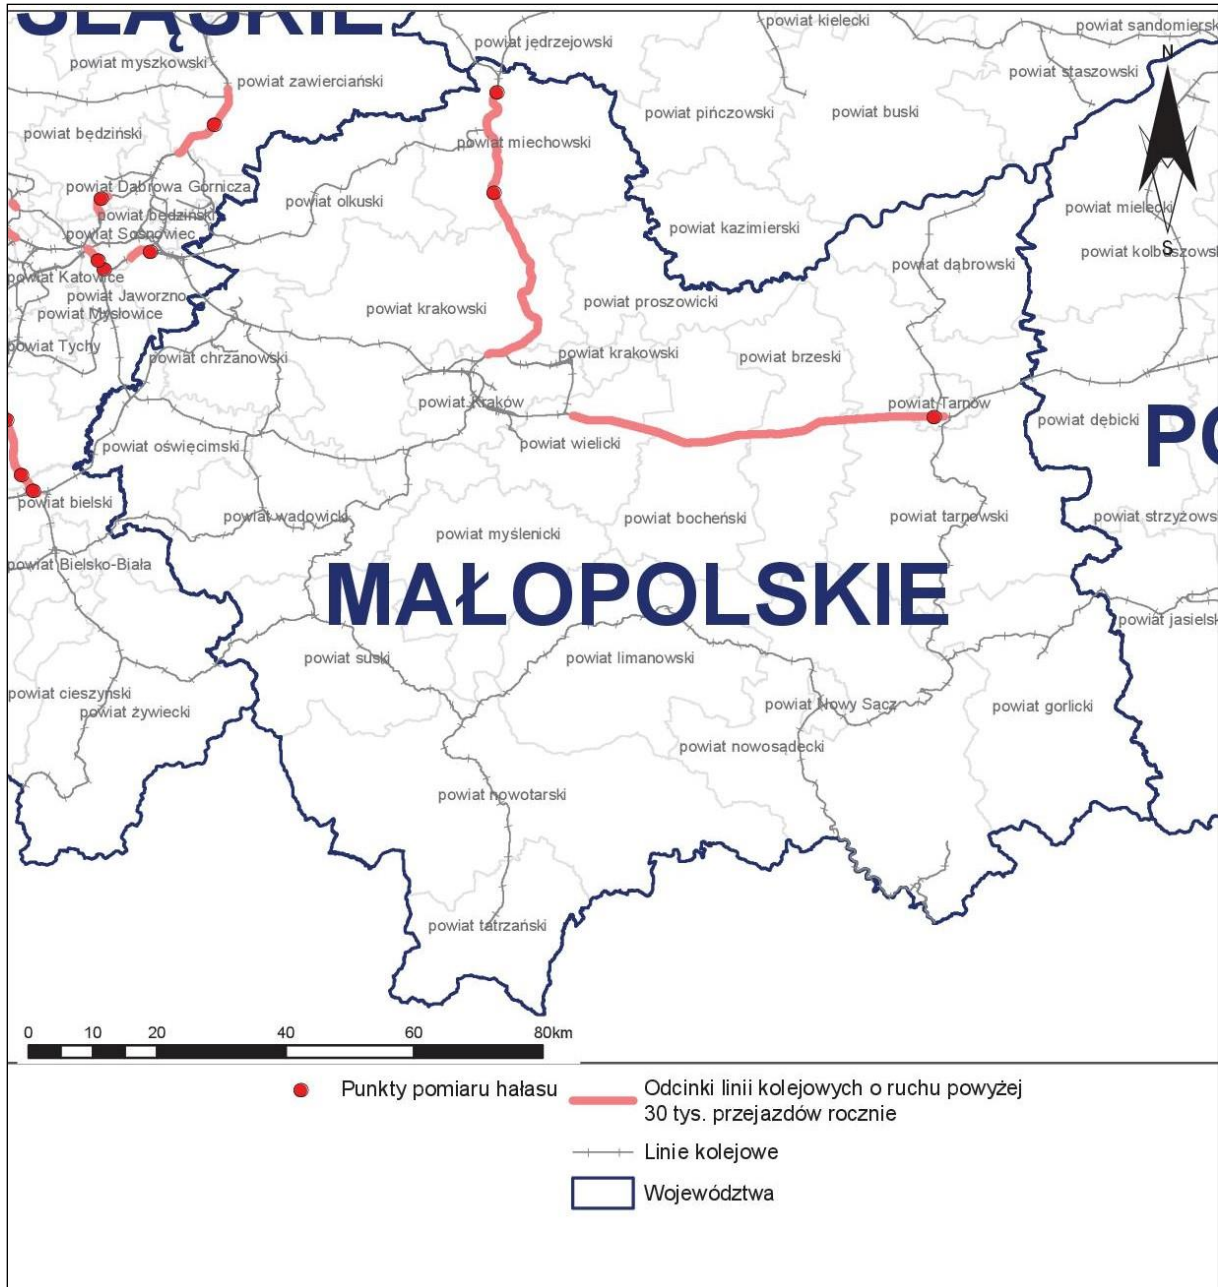 ŚLĄSKIE
powiat jędrzejowski
powiat kielecki
powiat sandomiersk
powiat myszkowski
powiat zawierciański
powiat staszowski
N
powiat będziński
powiat pińczowski
powiat buski
powiat miechowski
powiat Dąbrowa Górnicza
powiat olkuski
powiat będziński
powiat mielecki
powiat Sosnowiec
powiat kazimierski
S
powiat kolbuszowsk
powiat Katowice
powiat dąbrowski
powiat Jaworzno
powiat Mysłowice
powiat krakowski
powiat proszowicki
powiat Tychy
powiat chrzanowski
powiat krakowski
powiat brzeski
powiat Kraków
powiat Tarnów
powiat dębicki
PO
powiat oświęcimski
powiat wielicki
powiat bielski
powiat wadowicki
powiat bocheński
powiat tarnowski
powiat strzyżows
powiat myślenicki
powiat Bielsko-Biała
MAŁOPOLSKIE
powiat jasielsk
powiat suski
powiat limanowski
powiat cieszyński
powiat żywiecki
powiat Nowy Sącz
powiat gorlicki
powiat nowosądecki
powiat nowotarski
powiat tatrzański
0 10 20 40 60 80km
Punkty pomiaru hałasu
Odcinki linii kolejowych o ruchu powyżej
30 tys. przejazdów rocznie
Linie kolejowe
Województwa